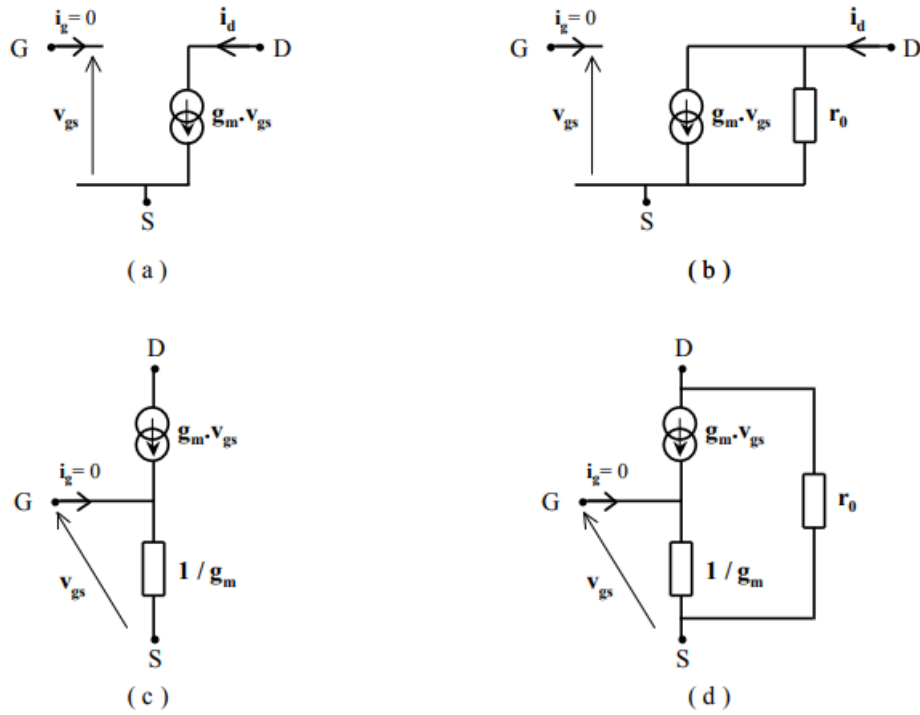 i_g= 0
i_d
G
D
v_gs
g_m.v_gs
S
( a )
i_g= 0
i_d
G
D
v_gs
g_m.v_gs
r_0
S
( b )
D
g_m.v_gs
i_g= 0
G
v_gs
1 / g_m
S
( c )
D
g_m.v_gs
i_g= 0
G
r_0
v_gs
1 / g_m
S
( d )